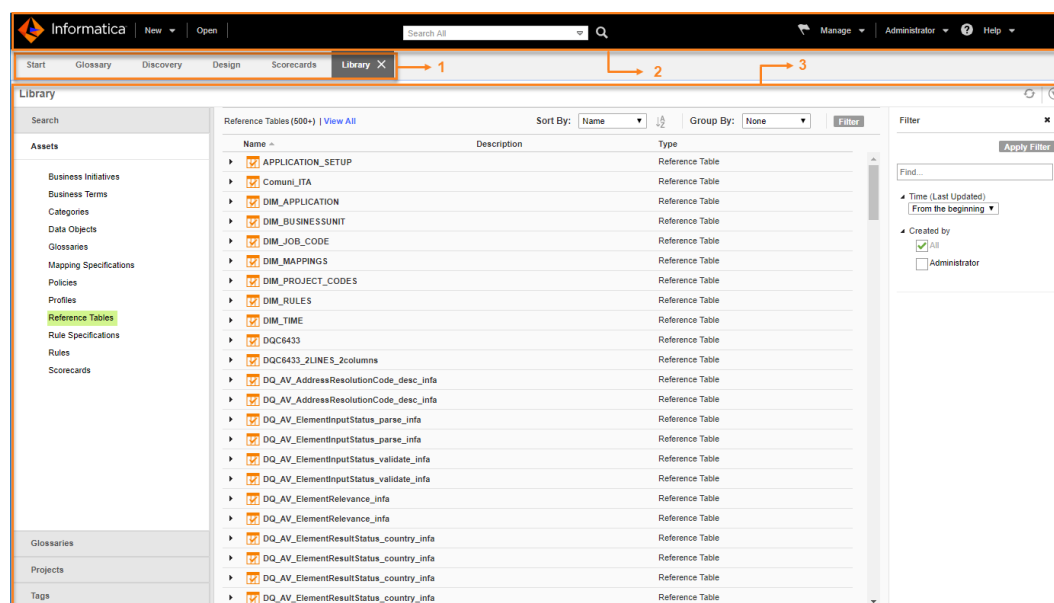 Informatica New Open Search All Manage Administrator ? Help
Start Glossary Discovery Design Scorecards Library X 1 2 3
Library
Search
Assets
Business Initiatives
Business Terms
Categories
Data Objects
Glossaries
Mapping Specifications
Policies
Profiles
Reference Tables
Rule Specifications
Rules
Scorecards
Glossaries
Projects
Tags
Reference Tables (500+) | View All Sort By: Name Group By: None Filter
Name Description Type
APPLICATION_SETUP Reference Table
Comuni_ITA Reference Table
DIM_APPLICATION Reference Table
DIM_BUSINESSUNIT Reference Table
DIM_JOB_CODE Reference Table
DIM_MAPPINGS Reference Table
DIM_PROJECT_CODES Reference Table
DIM_RULES Reference Table
DIM_TIME Reference Table
DQC6433 Reference Table
DQC6433_2LINES_2columns Reference Table
DQ_AV_AddressResolutionCode_desc_infa Reference Table
DQ_AV_AddressResolutionCode_desc_infa Reference Table
DQ_AV_ElementInputStatus_parse_infa Reference Table
DQ_AV_ElementInputStatus_parse_infa Reference Table
DQ_AV_ElementInputStatus_validate_infa Reference Table
DQ_AV_ElementInputStatus_validate_infa Reference Table
DQ_AV_ElementRelevance_infa Reference Table
DQ_AV_ElementRelevance_infa Reference Table
DQ_AV_ElementResultStatus_country_infa Reference Table
DQ_AV_ElementResultStatus_country_infa Reference Table
DQ_AV_ElementResultStatus_country_infa Reference Table
DQ_AV_ElementResultStatus_country_infa Reference Table
Filter x
Apply Filter
Find...
Time (Last Updated)
From the beginning
Created by
All
Administrator